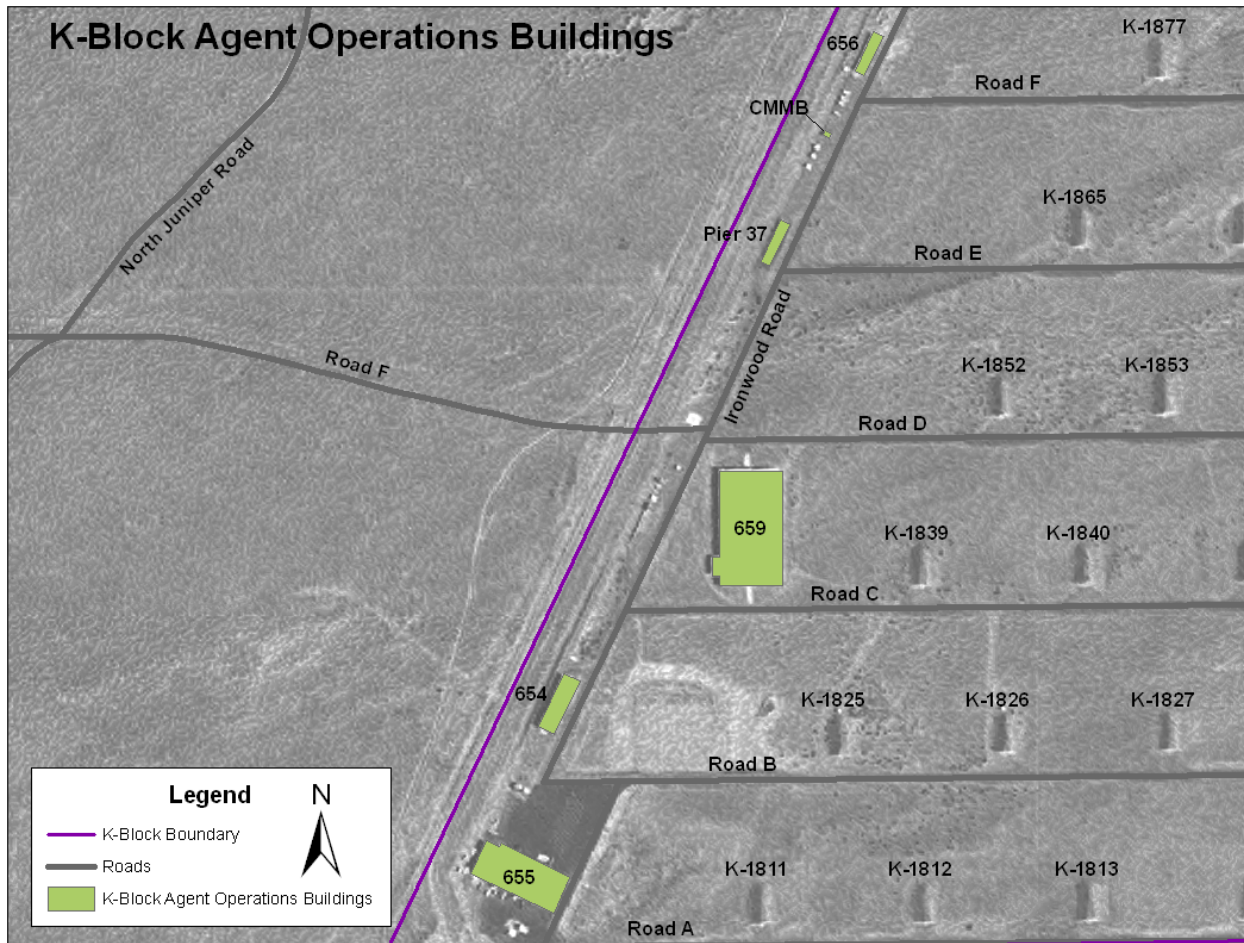 K-Block Agent Operations Buildings
656
K-1877
Road F
CMMB
North Juniper Road
K-1865
Pier 37
Road E
Ironwood Road
Road F
K-1852
K-1853
Road D
659
K-1839
K-1840
Road C
654
K-1825
K-1826
K-1827
Road B
Legend
N
K-Block Boundary
Roads
K-Block Agent Operations Buildings
655
K-1811
K-1812
K-1813
Road A